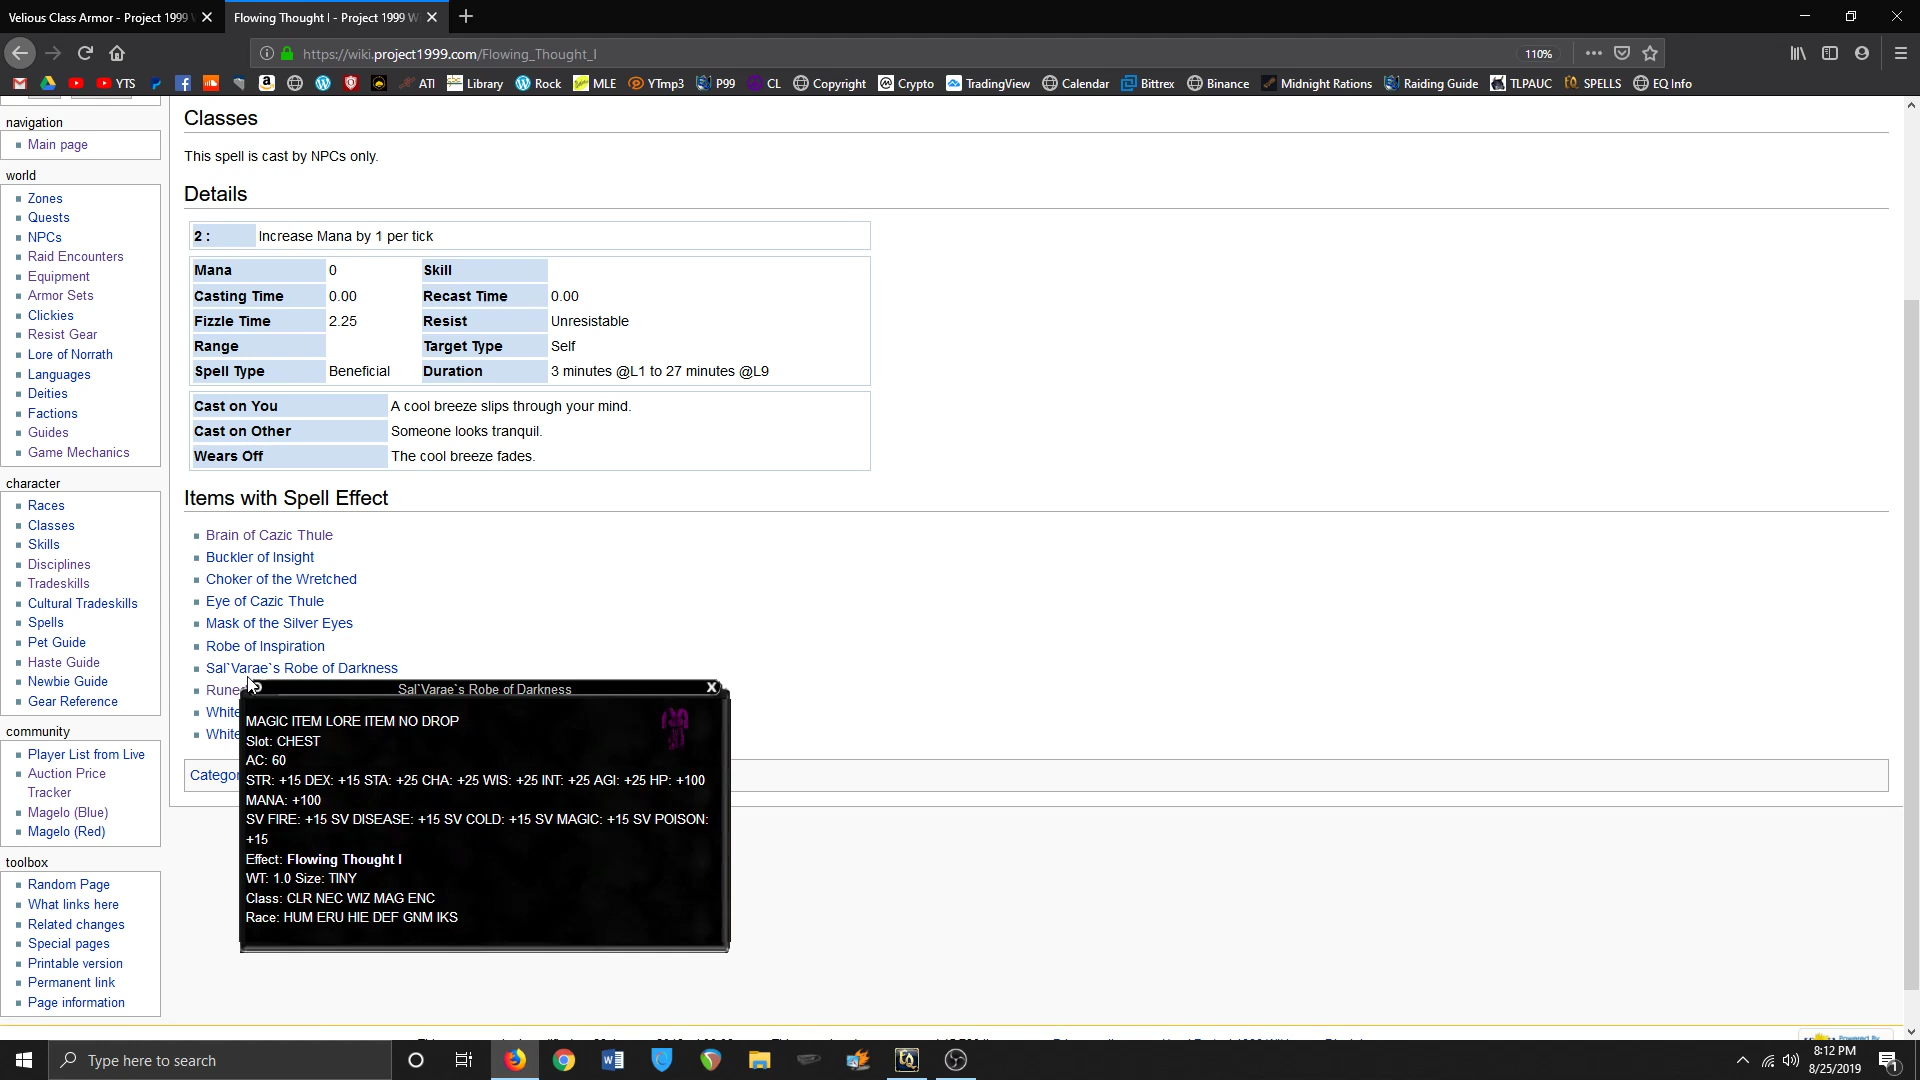 Velious Class Armor - Project 1999
Flowing Thought I - Project 1999 W
https://wiki.project1999.com/Flowing_Thought_I
110%
YTS
ATI
Library
Rock
MLE
YTmp3
P99
CL
Copyright
Crypto
TradingView
Calendar
Bittrex
Binance
Midnight Rations
Raiding Guide
TLPAUC
SPELLS
EQ Info
navigation
Main page
world
Zones
Quests
NPCs
Raid Encounters
Equipment
Armor Sets
Clickies
Resist Gear
Lore of Norrath
Languages
Deities
Factions
Guides
Game Mechanics
character
Races
Classes
Skills
Disciplines
Tradeskills
Cultural Tradeskills
Spells
Pet Guide
Haste Guide
Newbie Guide
Gear Reference
community
Player List from Live
Auction Price
Tracker
Magelo (Blue)
Magelo (Red)
toolbox
Random Page
What links here
Related changes
Special pages
Printable version
Permanent link
Page information
Classes
This spell is cast by NPCs only.
Details
2 : Increase Mana by 1 per tick
Mana 0 Skill
Casting Time 0.00 Recast Time 0.00
Fizzle Time 2.25 Resist Unresistable
Range Target Type Self
Spell Type Beneficial Duration 3 minutes @L1 to 27 minutes @L9
Cast on You A cool breeze slips through your mind.
Cast on Other Someone looks tranquil.
Wears Off The cool breeze fades.
Items with Spell Effect
Brain of Cazic Thule
Buckler of Insight
Choker of the Wretched
Eye of Cazic Thule
Mask of the Silver Eyes
Robe of Inspiration
Sal`Varae`s Robe of Darkness
Rune
White
White
Catego
Sal`Varae`s Robe of Darkness X
MAGIC ITEM LORE ITEM NO DROP
Slot: CHEST
AC: 60
STR: +15 DEX: +15 STA: +25 CHA: +25 WIS: +25 INT: +25 AGI: +25 HP: +100
MANA: +100
SV FIRE: +15 SV DISEASE: +15 SV COLD: +15 SV MAGIC: +15 SV POISON:
+15
Effect: Flowing Thought I
WT: 1.0 Size: TINY
Class: CLR NEC WIZ MAG ENC
Race: HUM ERU HIE DEF GNM IKS
Type here to search
8:12 PM
8/25/2019
1